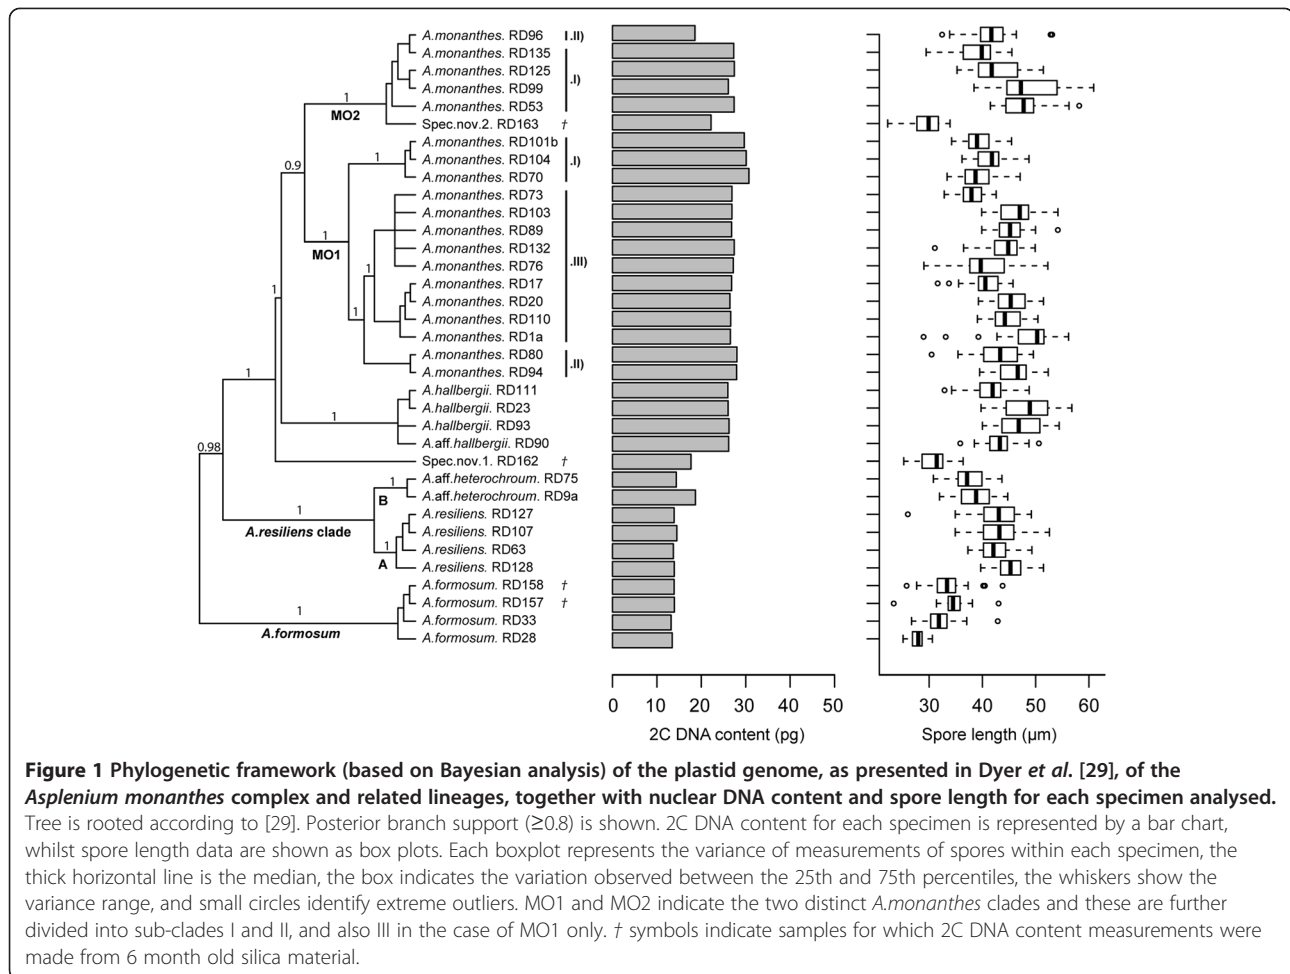 A.monanthes. RD96 I.II)
A.monanthes. RD135
A.monanthes. RD125
.I)
A.monanthes. RD99
1
A.monanthes. RD53
MO2
Spec.nov.2. RD163 †
A.monanthes. RD101b
1
A.monanthes. RD104 .I)
0.9
A.monanthes. RD70
A.monanthes. RD73
A.monanthes. RD103
1
A.monanthes. RD89
MO1
A.monanthes. RD132
1
A.monanthes. RD76 .III)
A.monanthes. RD17
1
A.monanthes. RD20
1
A.monanthes. RD110
A.monanthes. RD1a
A.monanthes. RD80
.II)
A.monanthes. RD94
1
A.hallbergii. RD111
A.hallbergii. RD23
1
A.hallbergii. RD93
A.aff.hallbergii. RD90
0.98
Spec.nov.1. RD162 †
A.aff.heterochroum. RD75
1
B
A.aff.heterochroum. RD9a
1
A.resiliens. RD127
A.resiliens clade
A.resiliens. RD107
1
A.resiliens. RD63
A
A.resiliens. RD128
A.formosum. RD158 †
A.formosum. RD157 †
1
A.formosum. RD33
A.formosum
A.formosum. RD28
0 10 20 30 40 50
2C DNA content (pg)
30 40 50 60
Spore length (µm)
Figure 1 Phylogenetic framework (based on Bayesian analysis) of the plastid genome, as presented in Dyer et al. [29], of the
Asplenium monanthes complex and related lineages, together with nuclear DNA content and spore length for each specimen analysed.
Tree is rooted according to [29]. Posterior branch support (≥0.8) is shown. 2C DNA content for each specimen is represented by a bar chart,
whilst spore length data are shown as box plots. Each boxplot represents the variance of measurements of spores within each specimen, the
thick horizontal line is the median, the box indicates the variation observed between the 25th and 75th percentiles, the whiskers show the
variance range, and small circles identify extreme outliers. MO1 and MO2 indicate the two distinct A.monanthes clades and these are further
divided into sub-clades I and II, and also III in the case of MO1 only. † symbols indicate samples for which 2C DNA content measurements were
made from 6 month old silica material.